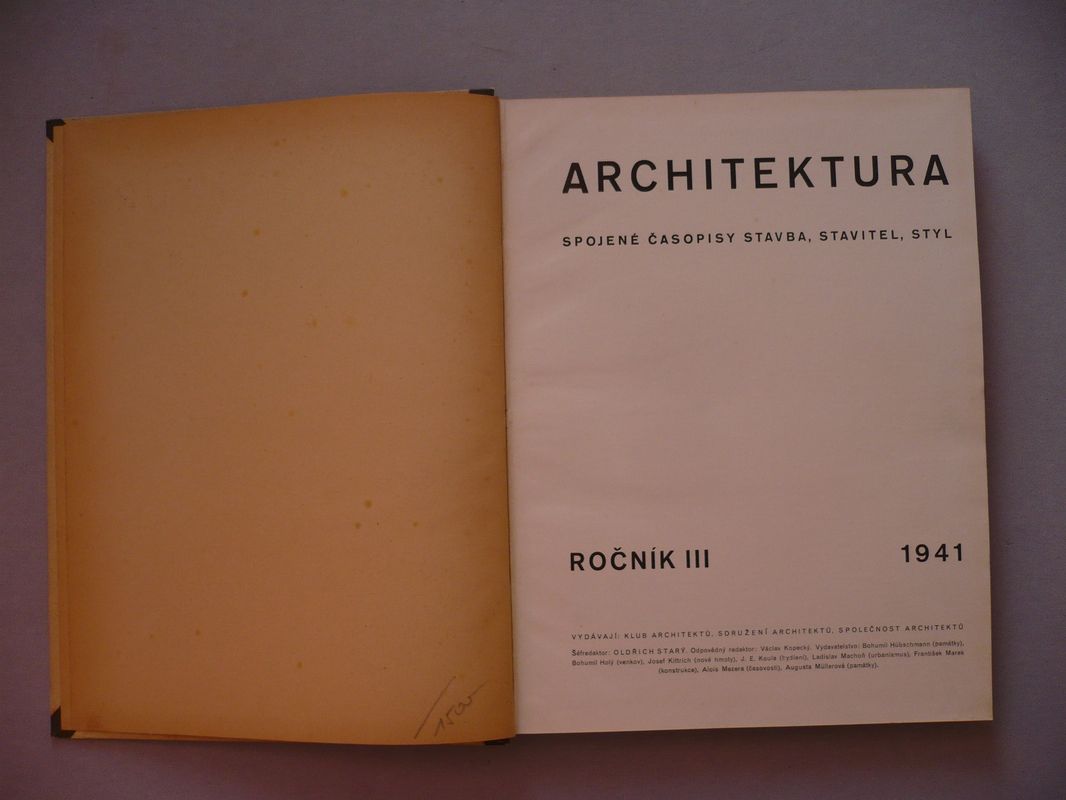 ARCHITEKTURA
SPOJENÉ ČASOPISY STAVBA, STAVITEL, STYL
ROČNÍK III 1941
VYDÁVAJÍ: KLUB ARCHITEKTŮ, SDRUŽENÍ ARCHITEKTŮ, SPOLEČNOST ARCHITEKTŮ
Šéfredaktor: OLDŘICH STARÝ. Odpovědný redaktor: Václav Kopecký. Vydavatelstvo: Bohumil Hübschmann (památky),
Bohumil Holý (venkov), Josef Kittrich (nové hmoty), J. E. Koula (bydlení), Ladislav Machoň (urbanismus), František Marek
(konstrukce), Alois Mezera (časovosti), Augusta Müllerová (památky).